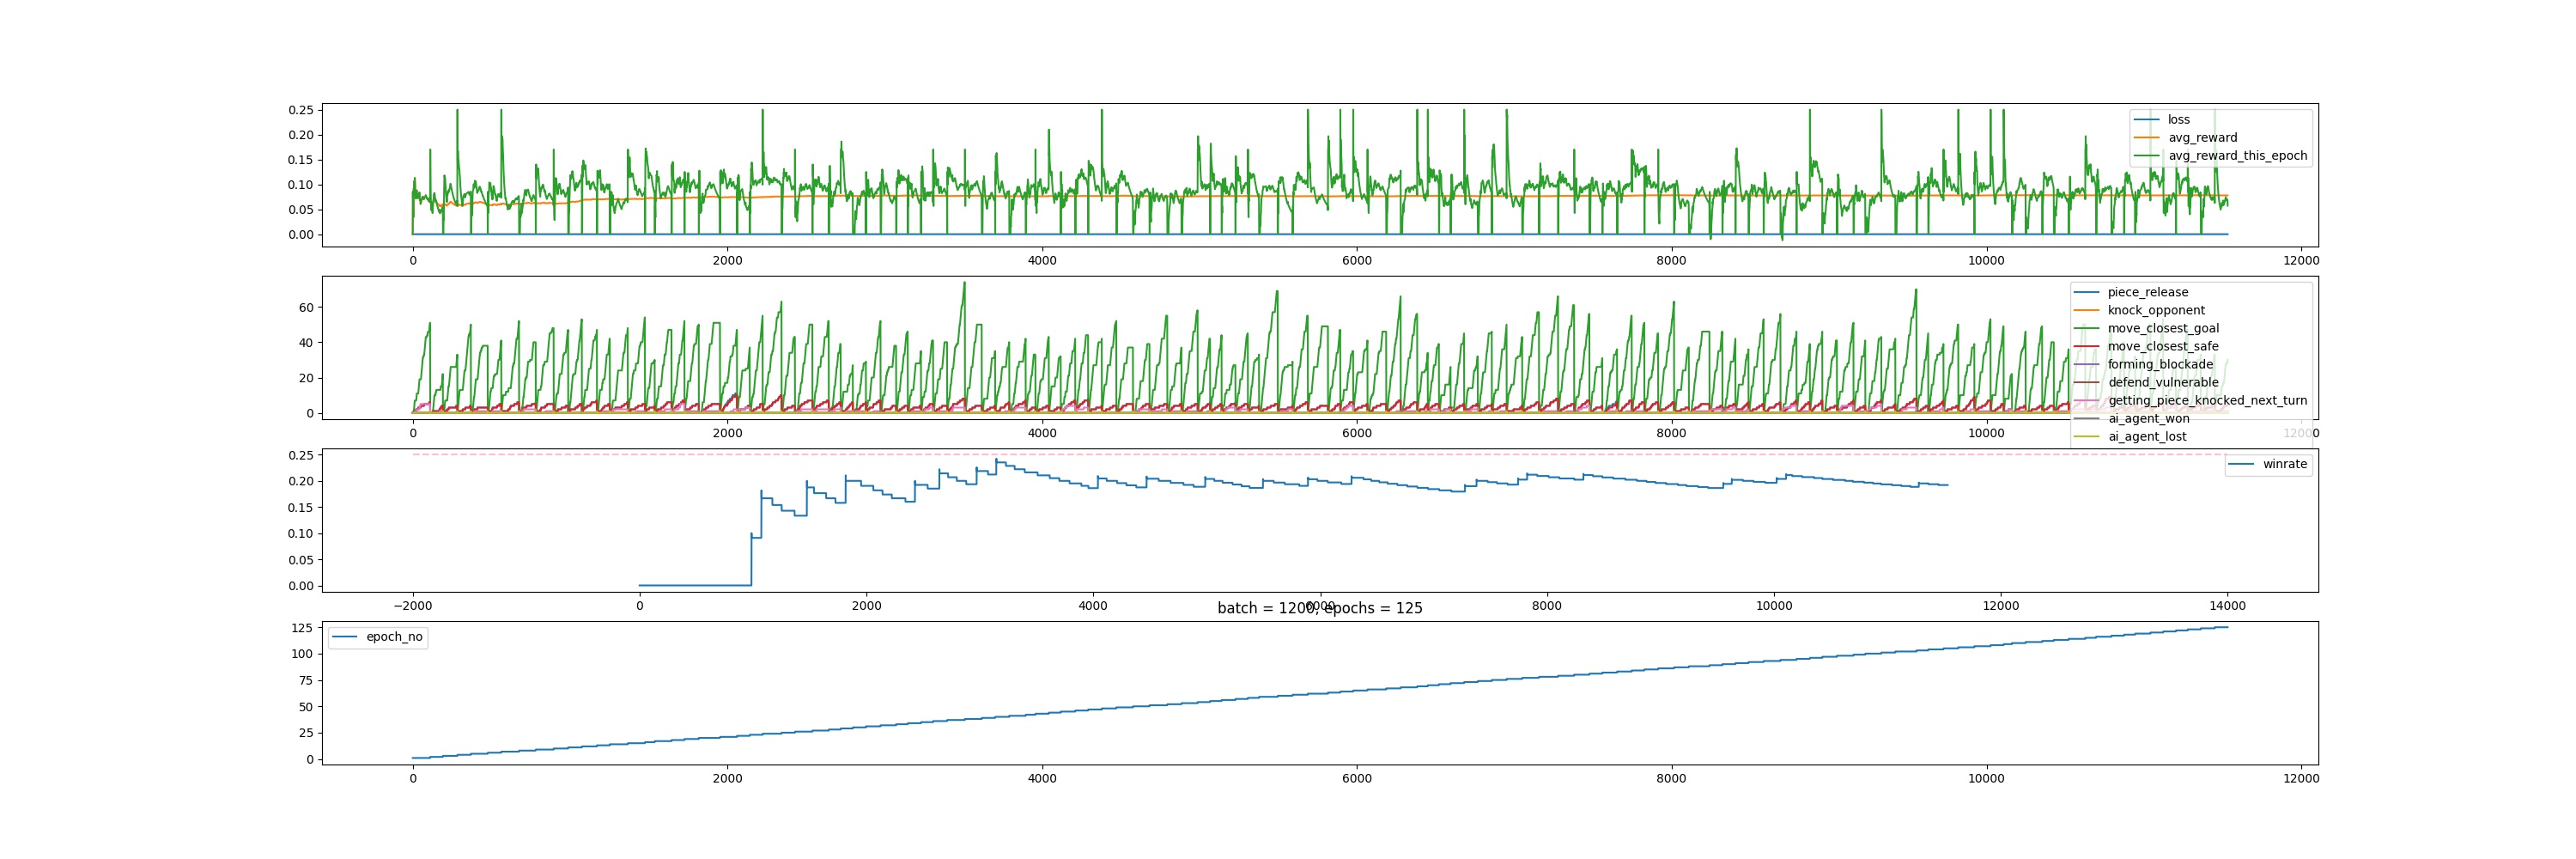 0.25
0.20
0.15
0.10
0.05
0.00
loss
avg_reward
avg_reward_this_epoch
0 2000 4000 6000 8000 10000 12000
60
40
20
0
piece_release
knock_opponent
move_closest_goal
move_closest_safe
forming_blockade
defend_vulnerable
getting_piece_knocked_next_turn
ai_agent_won
ai_agent_lost
0 2000 4000 6000 8000 10000 12000
0.25
0.20
0.15
0.10
0.05
0.00
winrate
−2000 0 2000 4000 6000 8000 10000 12000 14000
batch = 1200, epochs = 125
125
100
75
50
25
0
epoch_no
0 2000 4000 6000 8000 10000 12000